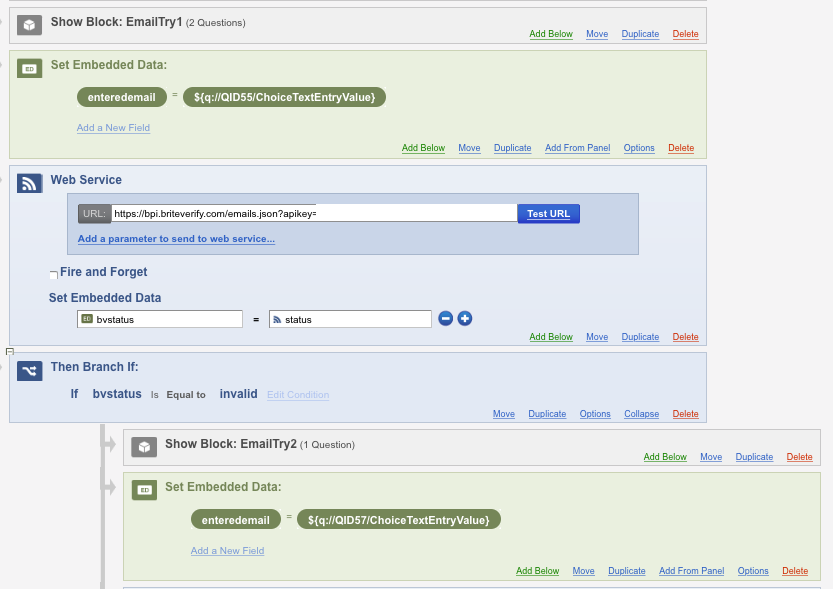 Show Block: EmailTry1 (2 Questions)
Add Below Move Duplicate Delete
ED Set Embedded Data:
enteredemail = ${q://QID55/ChoiceTextEntryValue}
Add a New Field
Add Below Move Duplicate Add From Panel Options Delete
Web Service
URL: https://bpi.briteverify.com/emails.json?apikey= Test URL
Add a parameter to send to web service...
Fire and Forget
Set Embedded Data
ED bvstatus = status
Add Below Move Duplicate Delete
Then Branch If:
If bvstatus Is Equal to invalid Edit Condition
Move Duplicate Options Collapse Delete
Show Block: EmailTry2 (1 Question)
Add Below Move Duplicate Delete
ED Set Embedded Data:
enteredemail = ${q://QID57/ChoiceTextEntryValue}
Add a New Field
Add Below Move Duplicate Add From Panel Options Delete